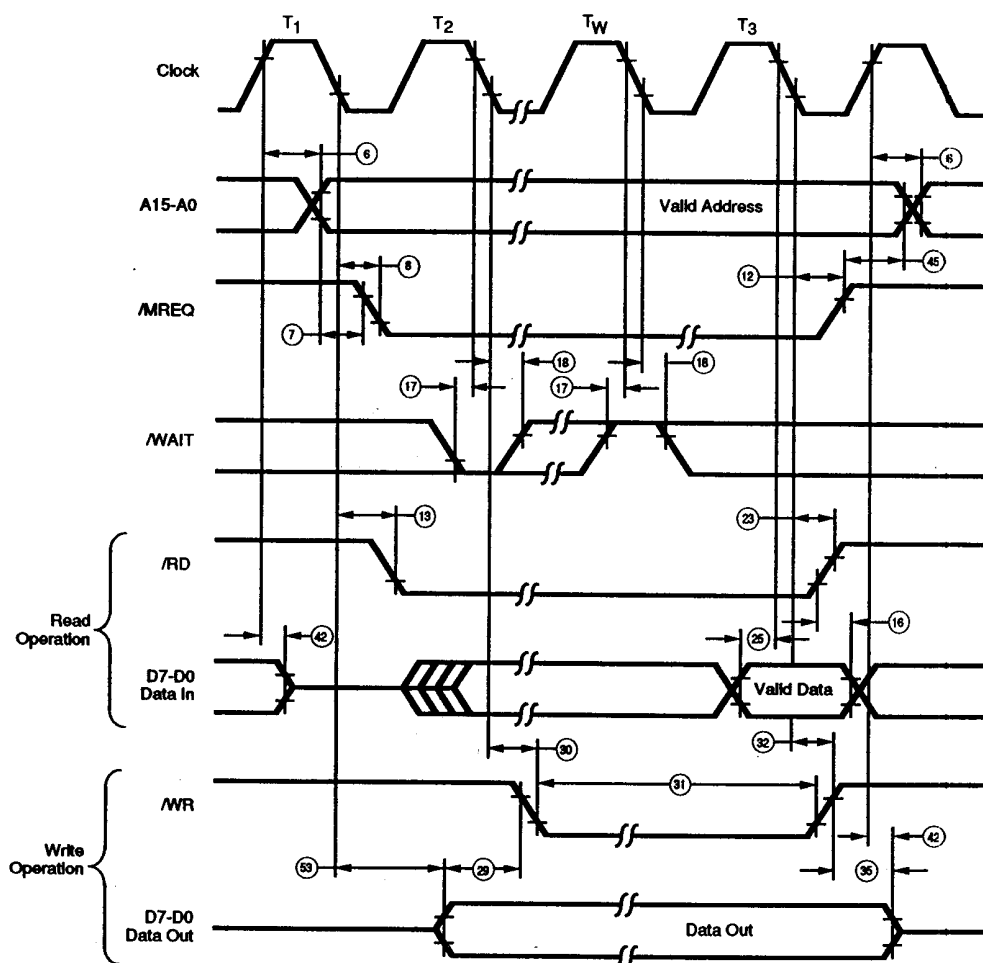 T1 T2 TW T3
Clock
6 6
A15-A0 Valid Address
8 12 45
/MREQ
7
18 18
17 17
/WAIT
13 23
/RD
Read
Operation
42 25 16
D7-D0
Data In
Valid Data
30 32
/WR
31
Write
Operation
42
53 29 35
D7-D0
Data Out
Data Out